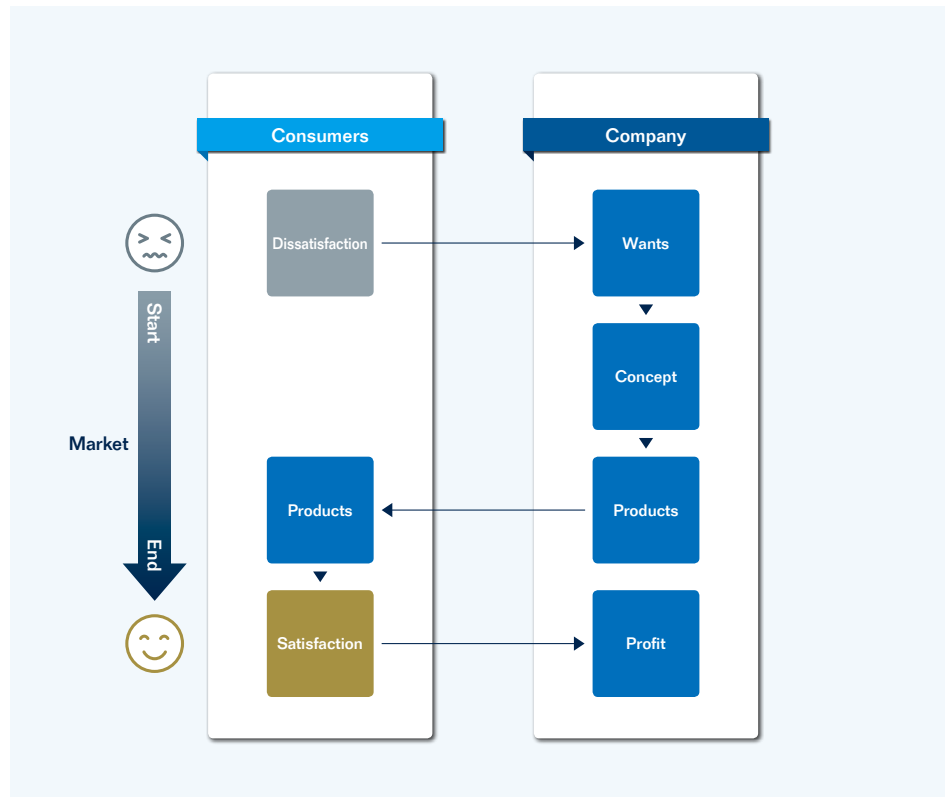 Consumers
Company
Dissatisfaction
Wants
Start
Concept
Market
Products
Products
End
Satisfaction
Profit